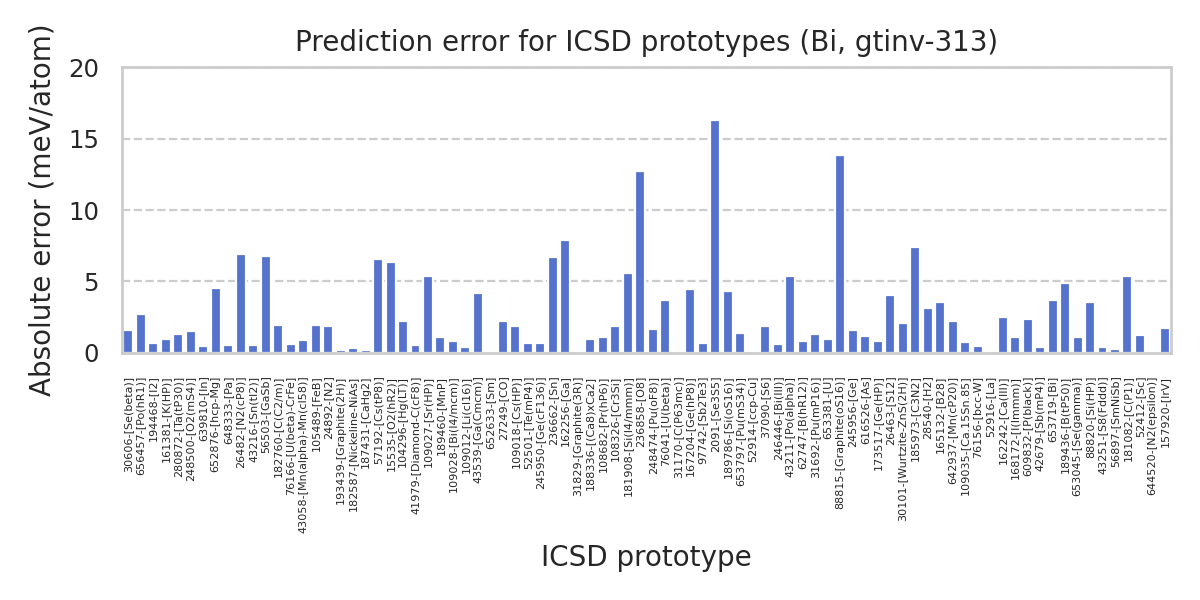 Prediction error for ICSD prototypes (Bi, gtinv-313)
Absolute error (meV/atom)
20
15
10
5
0
30606-[Se(beta)]
656457-[Po(hR1)]
194468-[I2]
161381-[K(HP)]
280872-[Ta(tP30)]
248500-[O2(mS4)]
639810-[In]
652876-[hcp-Mg]
64833-[Pa]
26482-[N2(cP8)]
43216-[Sn(tI2)]
56503-[GaSb]
182760-[C(C2/m)]
76166-[U(beta)-CrFe]
43058-[Mn(alpha)-Mn(cI58)]
105489-[FeB]
24892-[N2]
193439-[Graphite(2H)]
182587-[Nickeline-NiAs]
187431-[CaHg2]
57192-[Cs(tP8)]
15535-[O2(hR2)]
104296-[Hg(LT)]
41979-[Diamond-C(cF8)]
109027-[Sr(HP)]
189460-[MnP]
109028-[Bi(I4/mcm)]
109012-[Li(cI16)]
43539-[Ga(Cmcm)]
652633-[Sm]
27249-[CO]
109018-[Cs(HP)]
52501-[Te(mP4)]
245950-[Ge(cF136)]
236662-[Sn]
162256-[Ga]
31829-[Graphite(3R)]
188336-[(Ca8)xCa2]
108682-[Pr(hP6)]
108326-[Cr3Si]
181908-[Si(I4/mmm)]
236858-[O8]
248474-[Pu(oF8)]
76041-[U(beta)]
31170-[C(P63mc)]
167204-[Ge(hP8)]
97742-[Sb2Te3]
20911-[Se3S5]
189786-[Si(oS16)]
653797-[Pu(mS34)]
52914-[ccp-Cu]
37090-[S6]
246446-[Bi(III)]
43211-[Po(alpha)]
62747-[B(hR12)]
31692-[Pu(mP16)]
653381-[U]
88815-[Graphite(oS16)]
245956-[Ge]
616526-[As]
173517-[Ge(HP)]
26463-[S12]
30101-[Wurtzite-ZnS(2H)]
185973-[C3N2]
28540-[H2]
165132-[B28]
642937-[Mn(cP20)]
109035-[Ca.15Sn.85]
76156-[bcc-W]
52916-[La]
162242-[Ca(III)]
168172-[I(Immm)]
609832-[P(black)]
42679-[Sb(mP4)]
653719-[Bi]
189436-[B(tP50)]
653045-[Se(gamma)]
88820-[Si(HP)]
43251-[S8(Fddd)]
56897-[SmNiSb]
181082-[C(P1)]
52412-[Sc]
644520-[N2(epsilon)]
157920-[IrV]
ICSD prototype